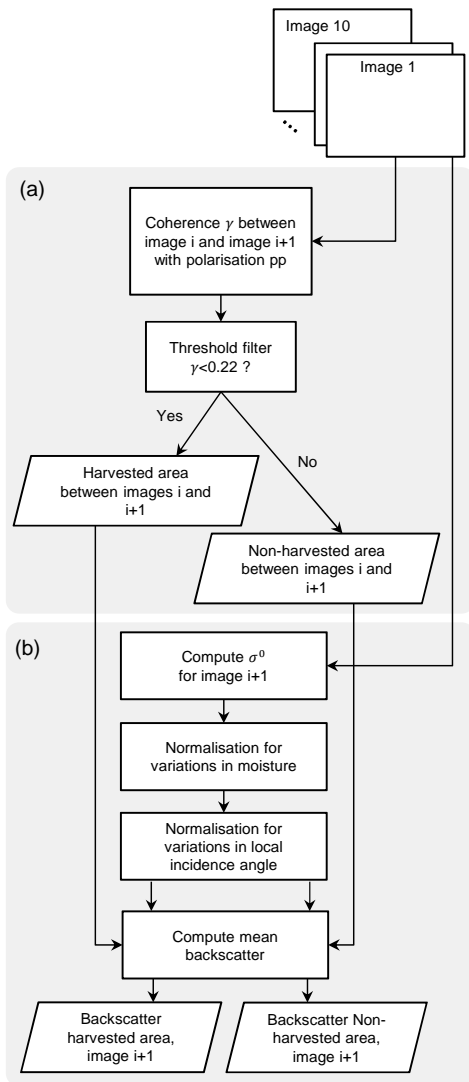 Image 10
Image 1
(a)
Coherence γ between
image i and image i+1
with polarisation pp
Threshold filter
γ<0.22 ?
Yes
No
Harvested area
between images i and
i+1
Non-harvested area
between images i and
i+1
(b)
Compute σ⁰
for image i+1
Normalisation for
variations in moisture
Normalisation for
variations in local
incidence angle
Compute mean
backscatter
Backscatter
harvested area,
image i+1
Backscatter Non-
harvested area,
image i+1